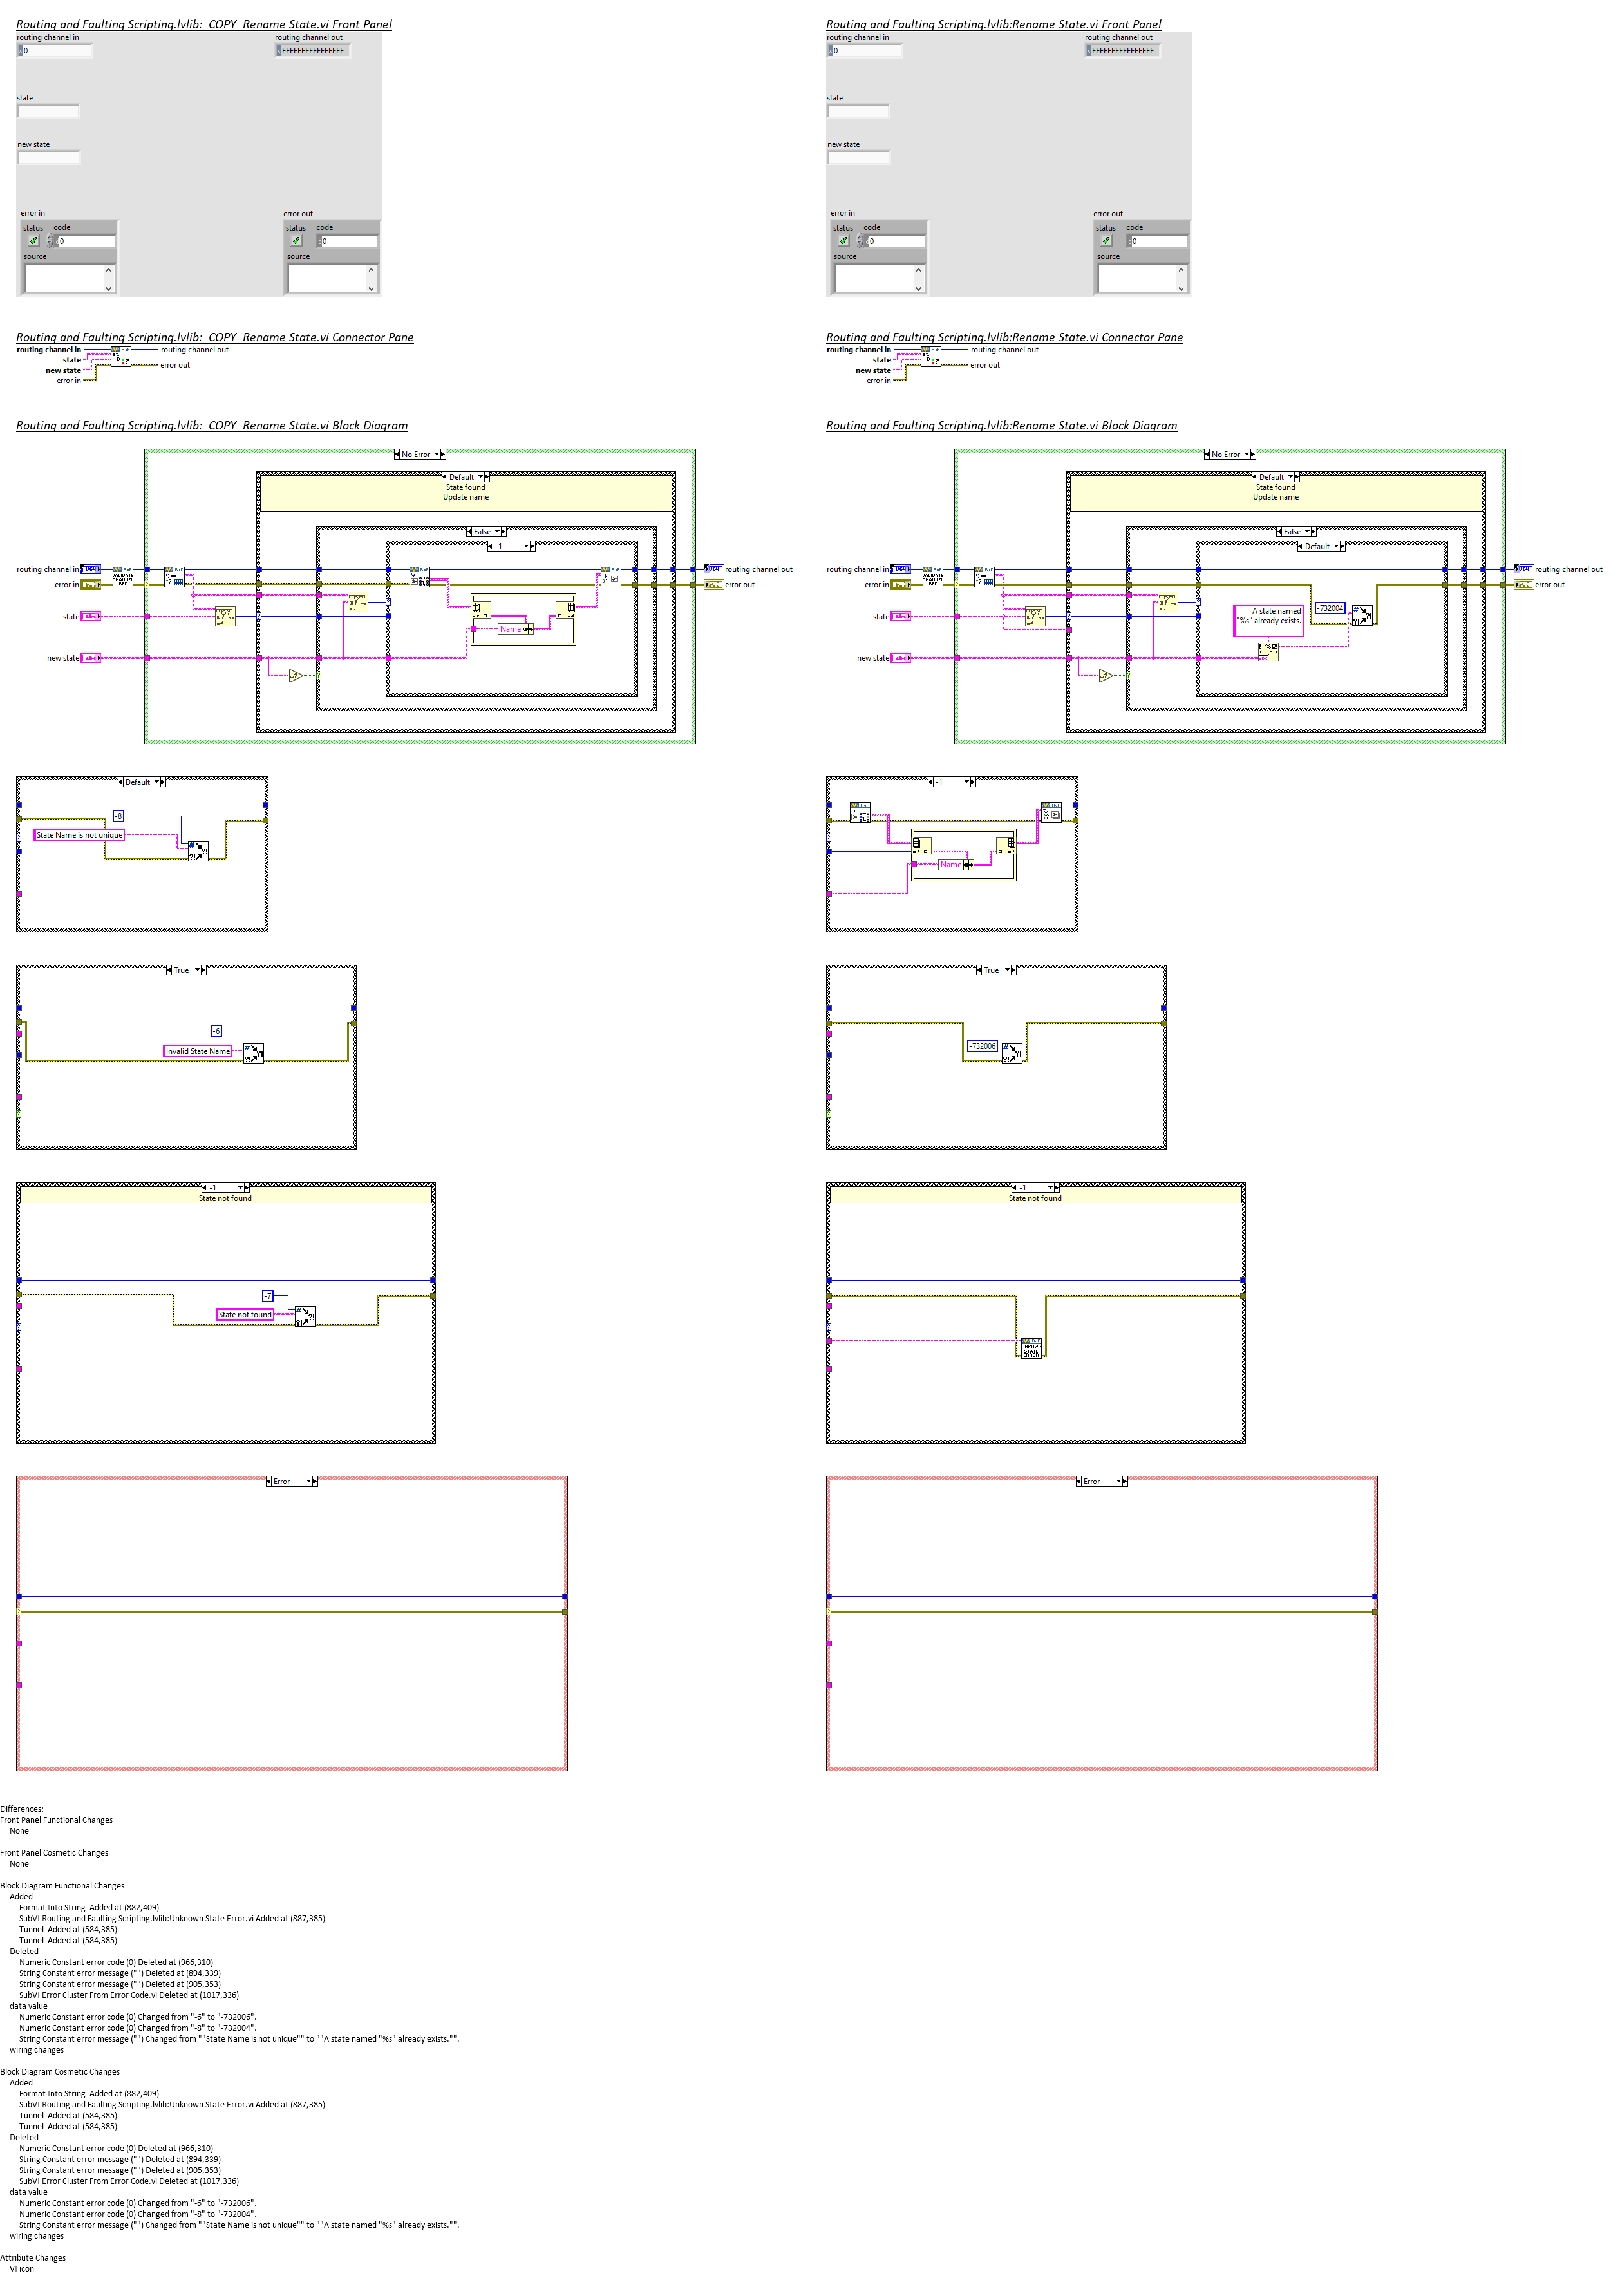 Routing and Faulting Scripting.lvlib:  COPY  Rename State.vi Front Panel
routing channel in
routing channel out
0
FFFFFFFFFFFFFFFF
state
new state
error in
error out
status
code
status
code
0
0
source
source
Routing and Faulting Scripting.lvlib:  COPY  Rename State.vi Connector Pane
routing channel in
routing channel out
state
new state
error out
error in
Routing and Faulting Scripting.lvlib:  COPY  Rename State.vi Block Diagram
No Error
Default
State found
Update name
False
-1
routing channel in
VALIDATE CHANNEL REF
routing channel out
error in
error out
state
Name
new state
Default
-8
State Name is not unique
True
-6
Invalid State Name
-1
State not found
-7
State not found
Error
Routing and Faulting Scripting.lvlib:Rename State.vi Front Panel
routing channel in
routing channel out
0
FFFFFFFFFFFFFFFF
state
new state
error in
error out
status
code
status
code
0
0
source
source
Routing and Faulting Scripting.lvlib:Rename State.vi Connector Pane
routing channel in
routing channel out
state
new state
error out
error in
Routing and Faulting Scripting.lvlib:Rename State.vi Block Diagram
No Error
Default
State found
Update name
False
Default
routing channel in
VALIDATE CHANNEL REF
routing channel out
error in
error out
-732004
A state named
"%s" already exists.
state
new state
-1
Name
True
-732006
-1
State not found
UNKNOWN STATE ERROR
Error
Differences:
Front Panel Functional Changes
None
Front Panel Cosmetic Changes
None
Block Diagram Functional Changes
Added
Format Into String  Added at (882,409)
SubVI Routing and Faulting Scripting.lvlib:Unknown State Error.vi Added at (887,385)
Tunnel  Added at (584,385)
Tunnel  Added at (584,385)
Deleted
Numeric Constant error code (0) Deleted at (966,310)
String Constant error message ("") Deleted at (894,339)
String Constant error message ("") Deleted at (905,353)
SubVI Error Cluster From Error Code.vi Deleted at (1017,336)
data value
Numeric Constant error code (0) Changed from "-6" to "-732006".
Numeric Constant error code (0) Changed from "-8" to "-732004".
String Constant error message ("") Changed from ""State Name is not unique"" to ""A state named "%s" already exists."".
wiring changes
Block Diagram Cosmetic Changes
Added
Format Into String  Added at (882,409)
SubVI Routing and Faulting Scripting.lvlib:Unknown State Error.vi Added at (887,385)
Tunnel  Added at (584,385)
Tunnel  Added at (584,385)
Deleted
Numeric Constant error code (0) Deleted at (966,310)
String Constant error message ("") Deleted at (894,339)
String Constant error message ("") Deleted at (905,353)
SubVI Error Cluster From Error Code.vi Deleted at (1017,336)
data value
Numeric Constant error code (0) Changed from "-6" to "-732006".
Numeric Constant error code (0) Changed from "-8" to "-732004".
String Constant error message ("") Changed from ""State Name is not unique"" to ""A state named "%s" already exists."".
wiring changes
Attribute Changes
VI icon